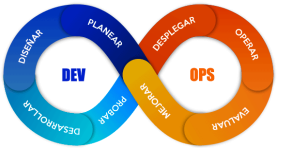 DISEÑAR
PLANEAR
DESPLEGAR
OPERAR
DEV
OPS
DESARROLLAR
PROBAR
MEJORAR
EVALUAR